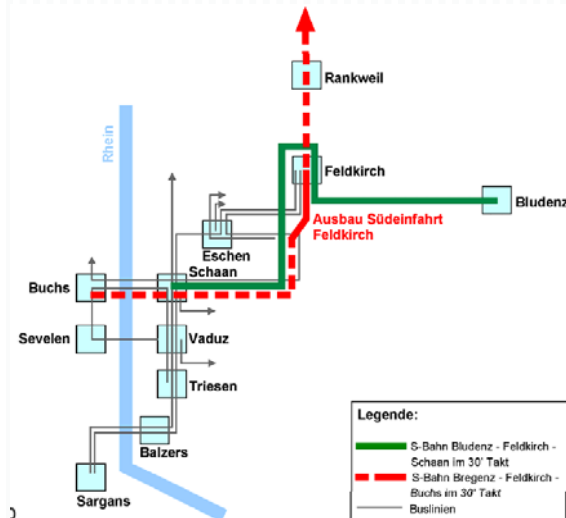 Rankweil
Rhein
Feldkirch
Bludenz
Ausbau Südeinfahrt
Feldkirch
Eschen
Schaan
Buchs
Sevelen
Vaduz
Triesen
Balzers
Sargans
Legende:
S-Bahn Bludenz - Feldkirch -
Schaan im 30' Takt
S-Bahn Bregenz - Feldkirch -
Buchs im 30' Takt
Buslinien